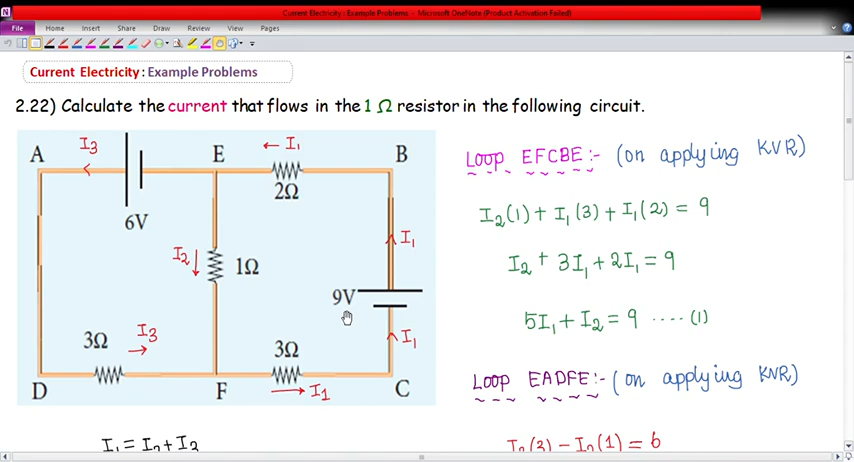 Current Electricity : Example Problems - Microsoft OneNote (Product Activation Failed)
File Home Insert Share Draw Review View Pages
Current Electricity : Example Problems
2.22) Calculate the current that flows in the 1 Ω resistor in the following circuit.
A I₃ E ← I₁ B
2Ω
6V
I₂ 1Ω I₁
9V
3Ω I₃ 3Ω I₁
D F I₁ C
I₁ = I₂ + I₃
Loop EFCBE :- (on applying KVR)
I₂(1) + I₁(3) + I₁(2) = 9
I₂ + 3I₁ + 2I₁ = 9
5I₁ + I₂ = 9 ····· (1)
Loop EADFE :- (on applying KVR)
I₃(3) − I₂(1) = 6